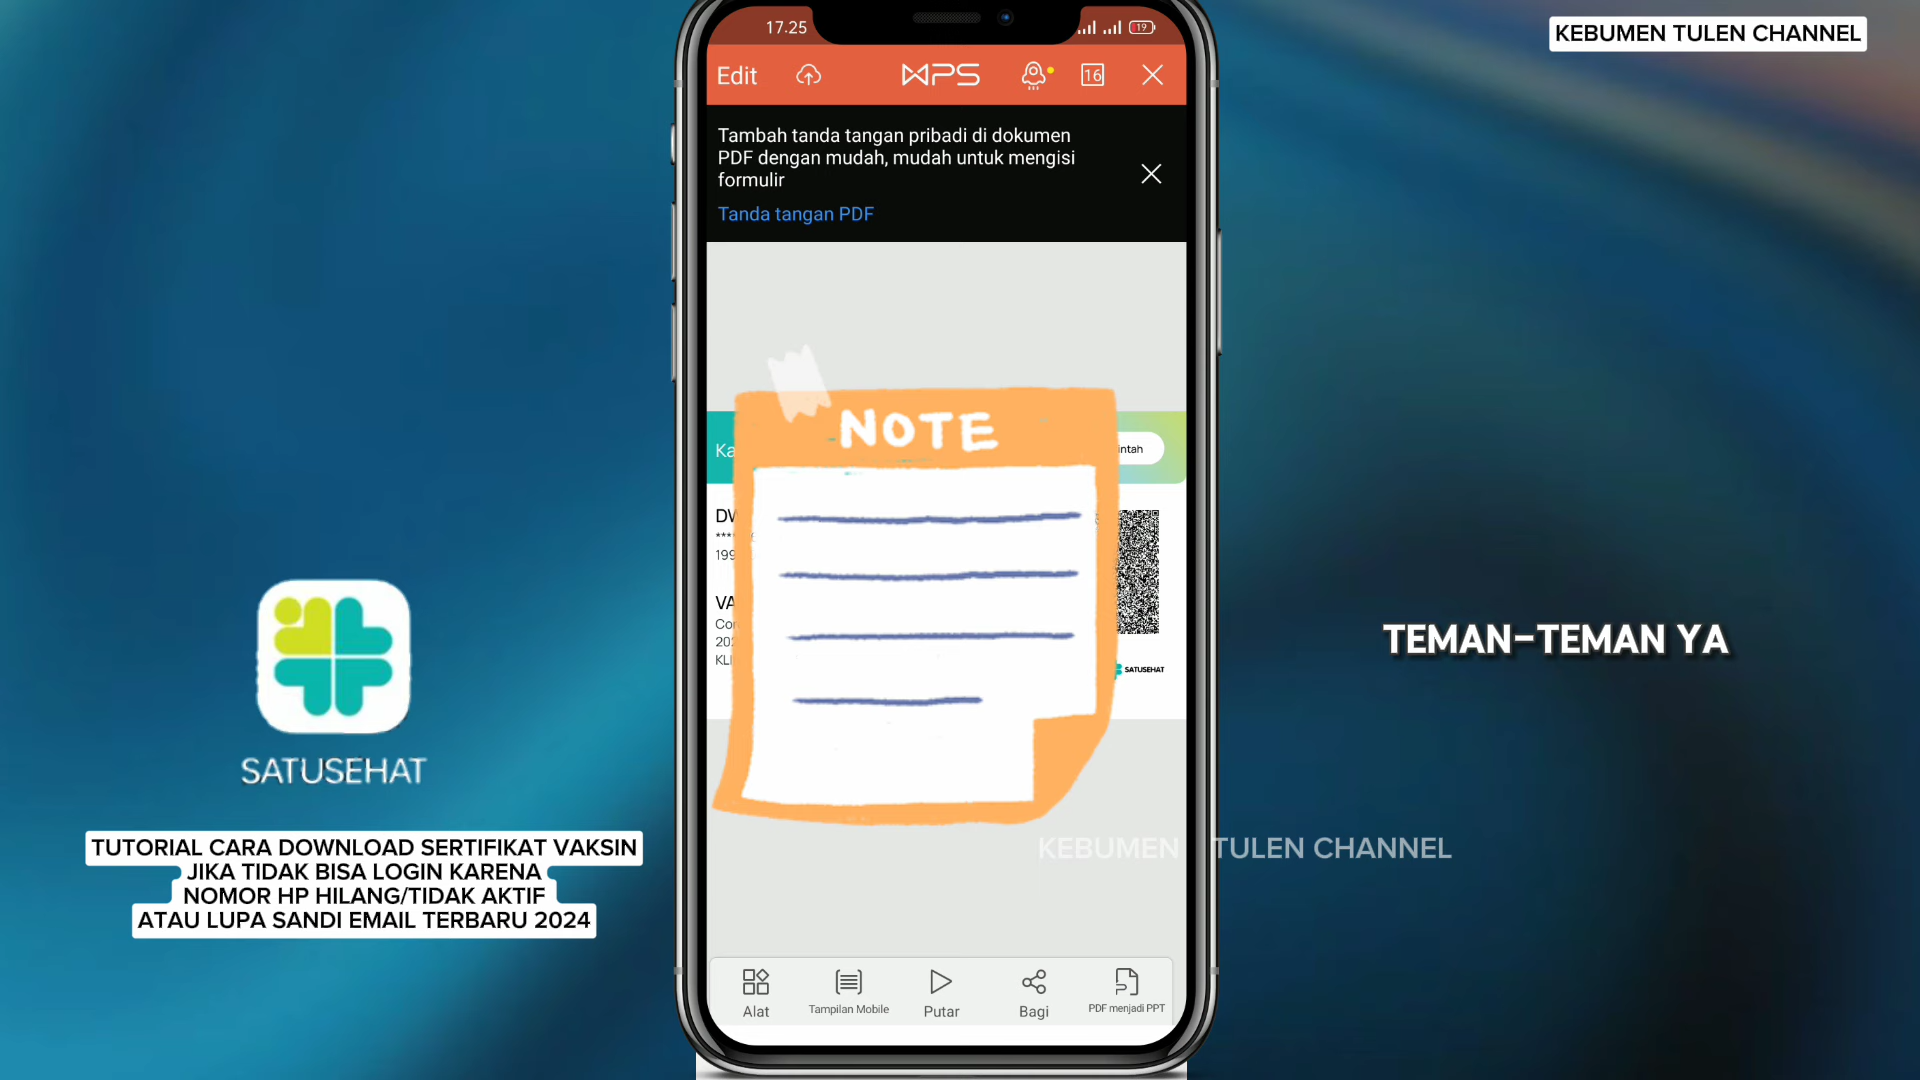 KEBUMEN TULEN CHANNEL
17.25
19
Edit
WPS
16
Tambah tanda tangan pribadi di dokumen
PDF dengan mudah, mudah untuk mengisi
formulir
Tanda tangan PDF
NOTE
SATUSEHAT
TEMAN-TEMAN YA
SATUSEHAT
TUTORIAL CARA DOWNLOAD SERTIFIKAT VAKSIN
JIKA TIDAK BISA LOGIN KARENA
NOMOR HP HILANG/TIDAK AKTIF
ATAU LUPA SANDI EMAIL TERBARU 2024
KEBUMEN TULEN CHANNEL
Alat
Tampilan Mobile
Putar
Bagi
PDF menjadi PPT